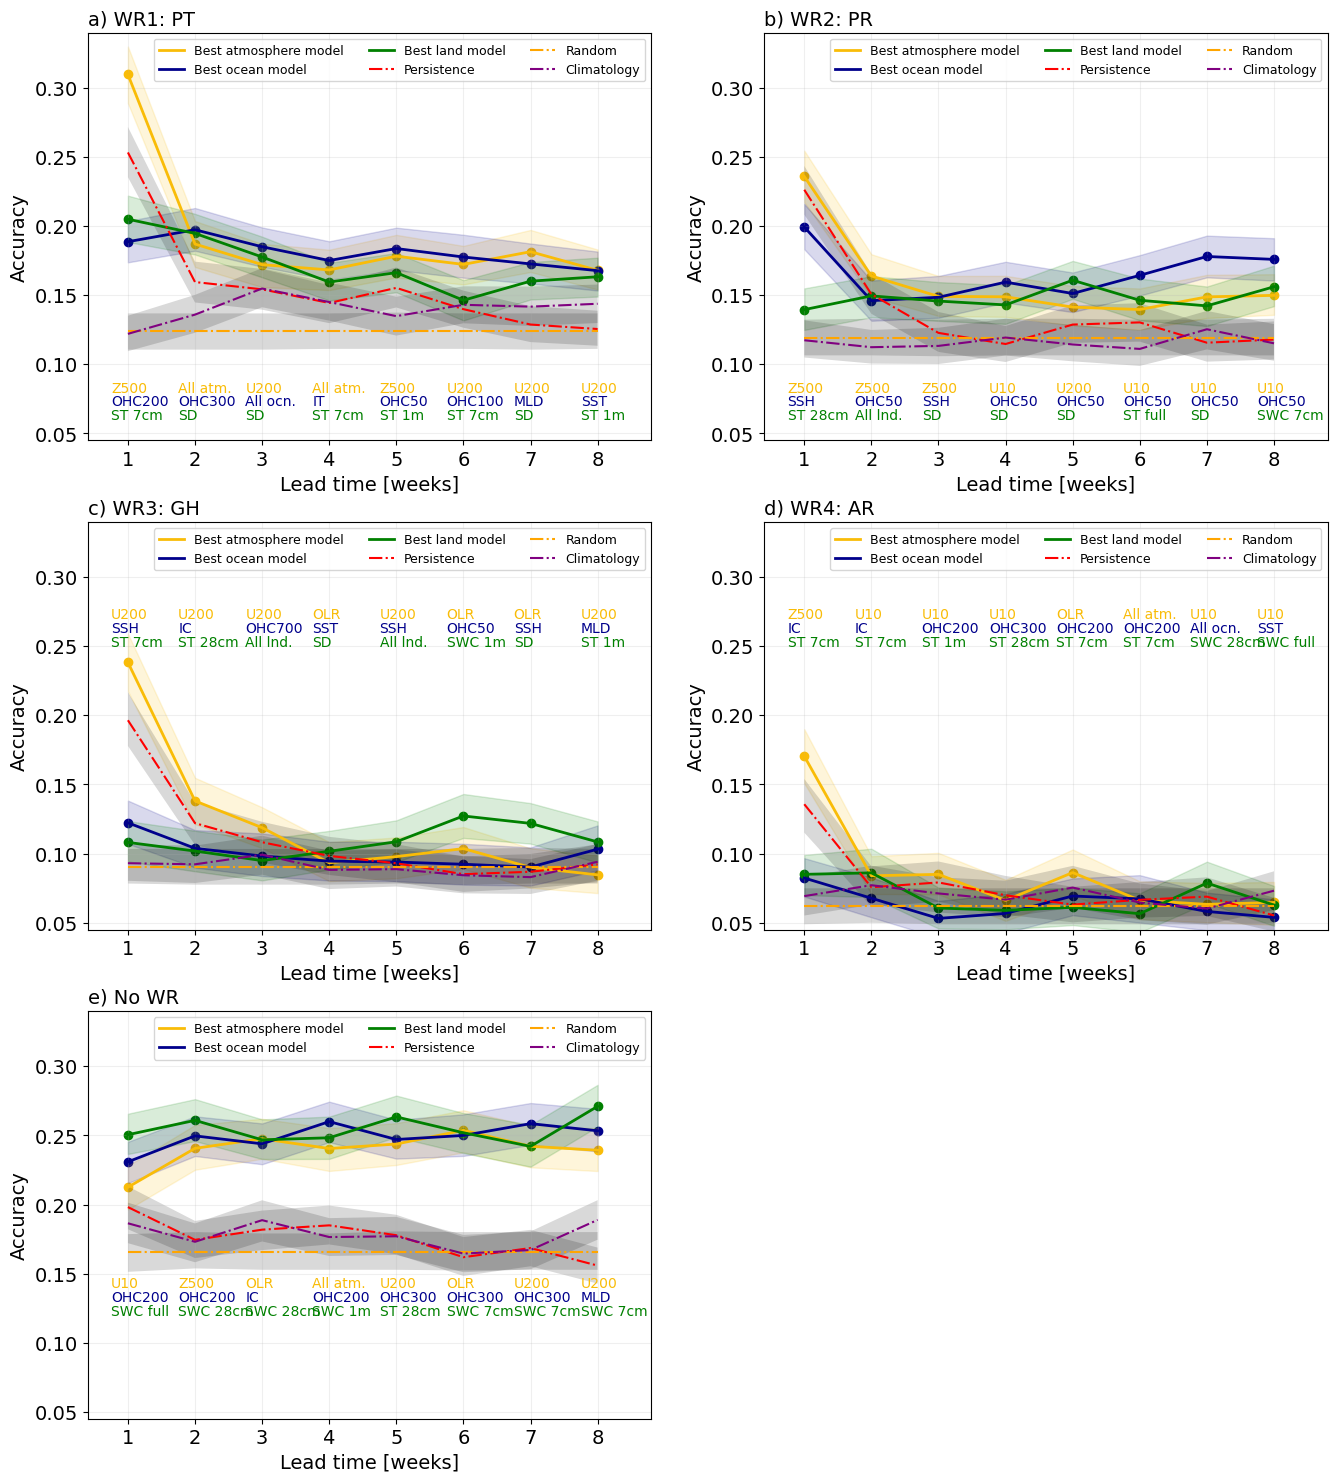 a) WR1: PT
Best atmosphere model
Best ocean model
Best land model
Persistence
Random
Climatology
Accuracy
0.30
0.25
0.20
0.15
0.10
0.05
Z500 All atm. U200 All atm. Z500 U200 U200 U200
OHC200 OHC300 All ocn. IT OHC50 OHC100 MLD SST
ST 7cm SD SD ST 7cm ST 1m ST 7cm SD ST 1m
1 2 3 4 5 6 7 8
Lead time [weeks]
b) WR2: PR
Best atmosphere model
Best ocean model
Best land model
Persistence
Random
Climatology
Accuracy
0.30
0.25
0.20
0.15
0.10
0.05
Z500 Z500 Z500 U10 U200 U10 U10 U10
SSH OHC50 SSH OHC50 OHC50 OHC50 OHC50 OHC50
ST 28cm All lnd. SD SD SD ST full SD SWC 7cm
1 2 3 4 5 6 7 8
Lead time [weeks]
c) WR3: GH
Best atmosphere model
Best ocean model
Best land model
Persistence
Random
Climatology
Accuracy
0.30
0.25
0.20
0.15
0.10
0.05
U200 U200 U200 OLR U200 OLR OLR U200
SSH IC OHC700 SST SSH OHC50 SSH MLD
ST 7cm ST 28cm All lnd. SD All lnd. SWC 1m SD ST 1m
1 2 3 4 5 6 7 8
Lead time [weeks]
d) WR4: AR
Best atmosphere model
Best ocean model
Best land model
Persistence
Random
Climatology
Accuracy
0.30
0.25
0.20
0.15
0.10
0.05
Z500 U10 U10 U10 OLR All atm. U10 U10
IC IC OHC200 OHC300 OHC200 OHC200 All ocn. SST
ST 7cm ST 7cm ST 1m ST 28cm ST 7cm ST 7cm SWC 28cm SWC full
1 2 3 4 5 6 7 8
Lead time [weeks]
e) No WR
Best atmosphere model
Best ocean model
Best land model
Persistence
Random
Climatology
Accuracy
0.30
0.25
0.20
0.15
0.10
0.05
U10 Z500 OLR All atm. U200 OLR U200 U200
OHC200 OHC200 IC OHC200 OHC300 OHC300 OHC300 MLD
SWC full SWC 28cm SWC 28cm SWC 1m ST 28cm SWC 7cm SWC 7cm SWC 7cm
1 2 3 4 5 6 7 8
Lead time [weeks]